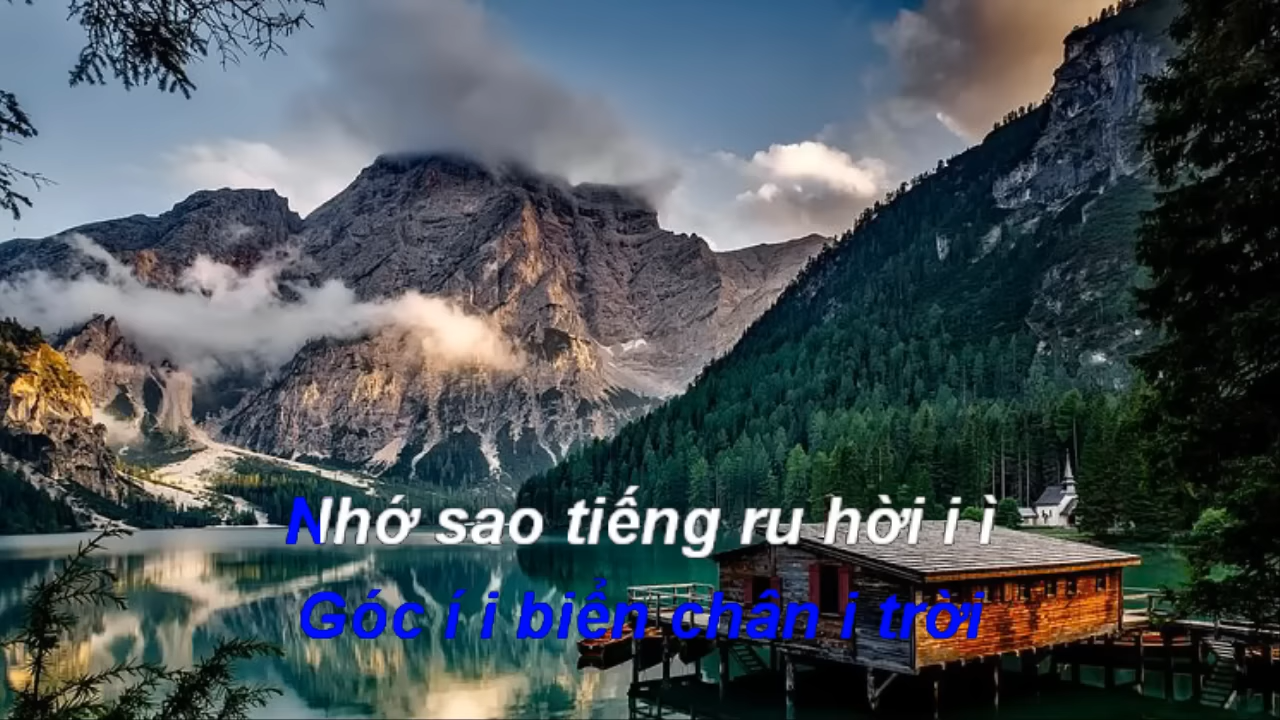 Nhớ sao tiếng ru hời i ì
Góc í i biển chân i trời